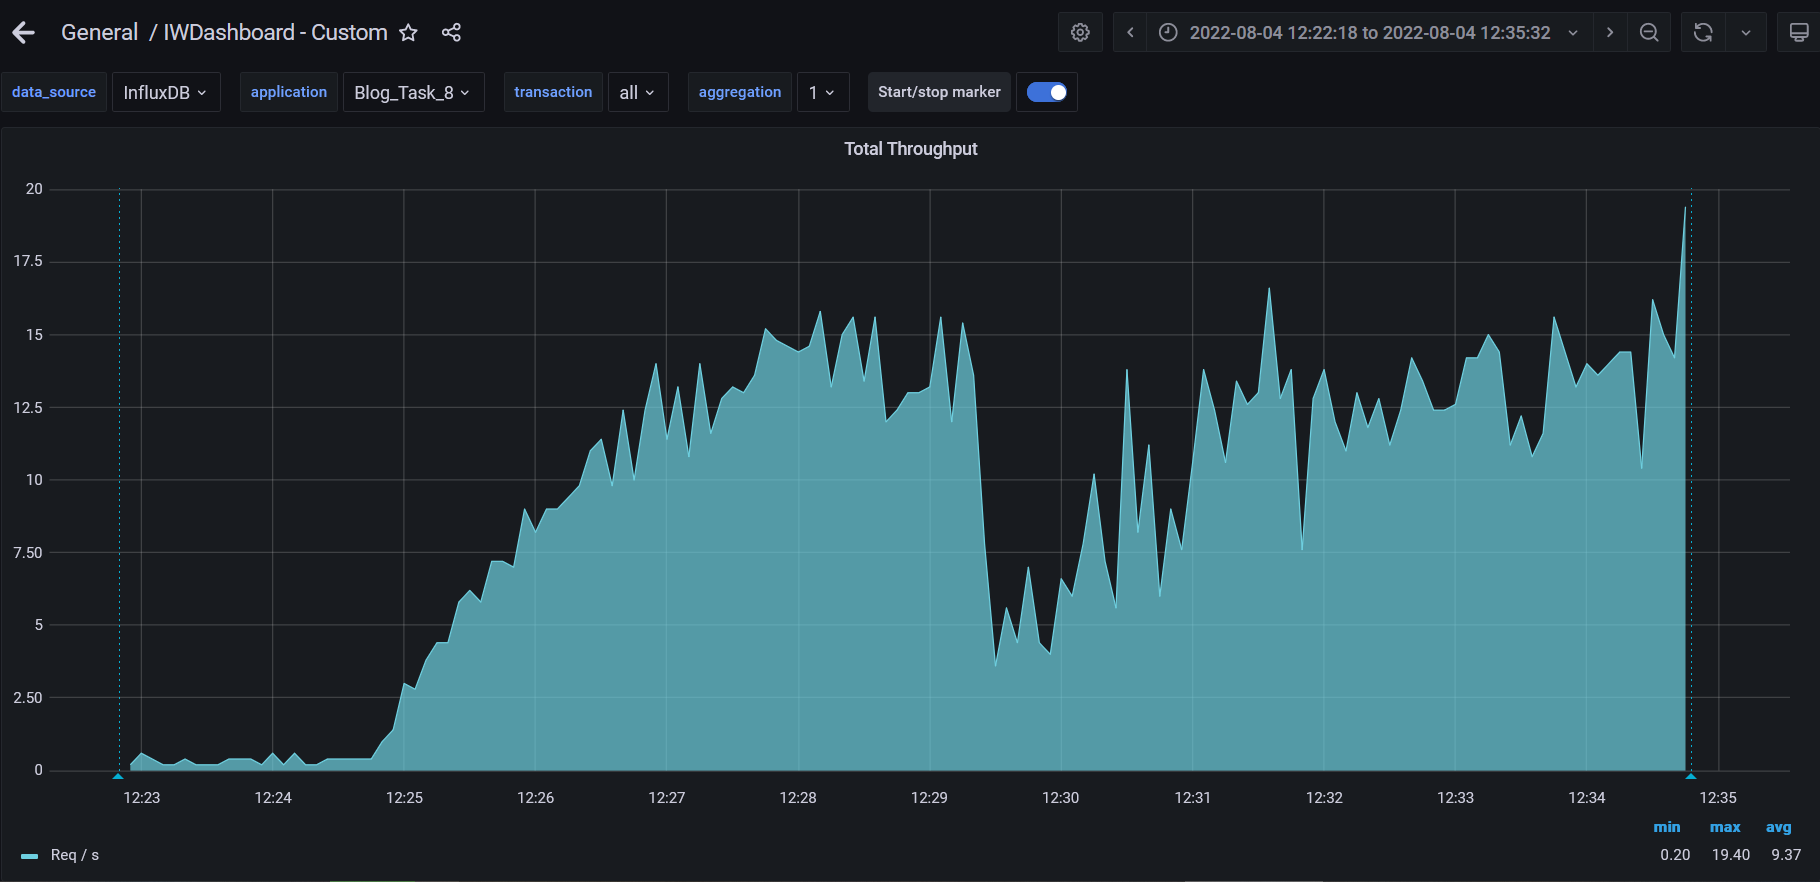 General / IWDashboard - Custom
2022-08-04 12:22:18 to 2022-08-04 12:35:32
data_source InfluxDB application Blog_Task_8 transaction all aggregation 1 Start/stop marker
Total Throughput
20
17.5
15
12.5
10
7.50
5
2.50
0
12:23 12:24 12:25 12:26 12:27 12:28 12:29 12:30 12:31 12:32 12:33 12:34 12:35
min max avg
Req / s 0.20 19.40 9.37